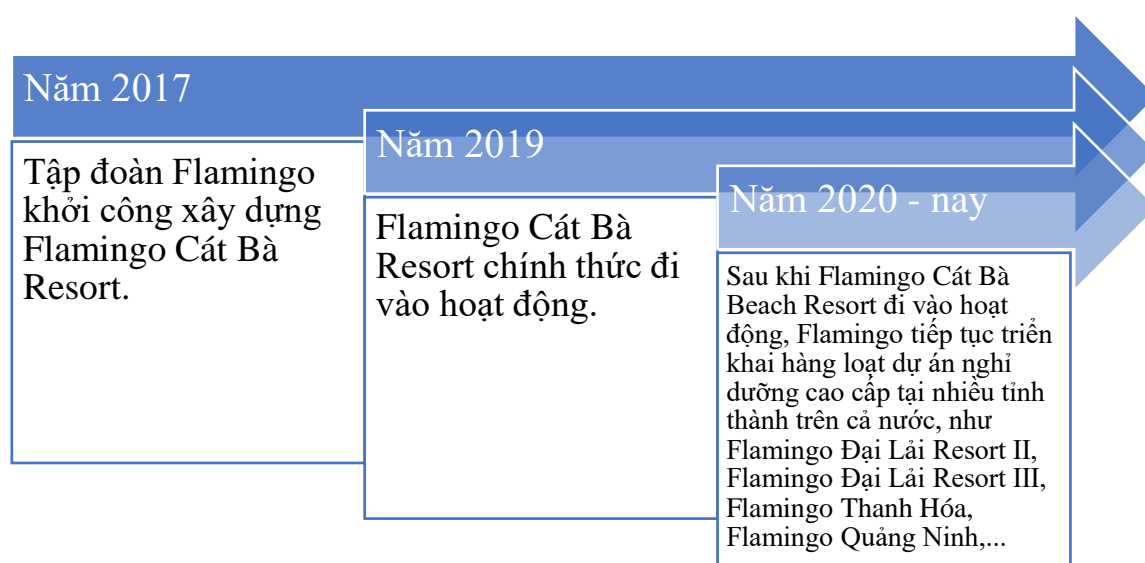 Năm 2017
Tập đoàn Flamingo
khởi công xây dựng
Flamingo Cát Bà
Resort.
Năm 2019
Flamingo Cát Bà
Resort chính thức đi
vào hoạt động.
Năm 2020 - nay
Sau khi Flamingo Cát Bà
Beach Resort đi vào hoạt
động, Flamingo tiếp tục triển
khai hàng loạt dự án nghỉ
dưỡng cao cấp tại nhiều tỉnh
thành trên cả nước, như
Flamingo Đại Lải Resort II,
Flamingo Đại Lải Resort III,
Flamingo Thanh Hóa,
Flamingo Quảng Ninh,...